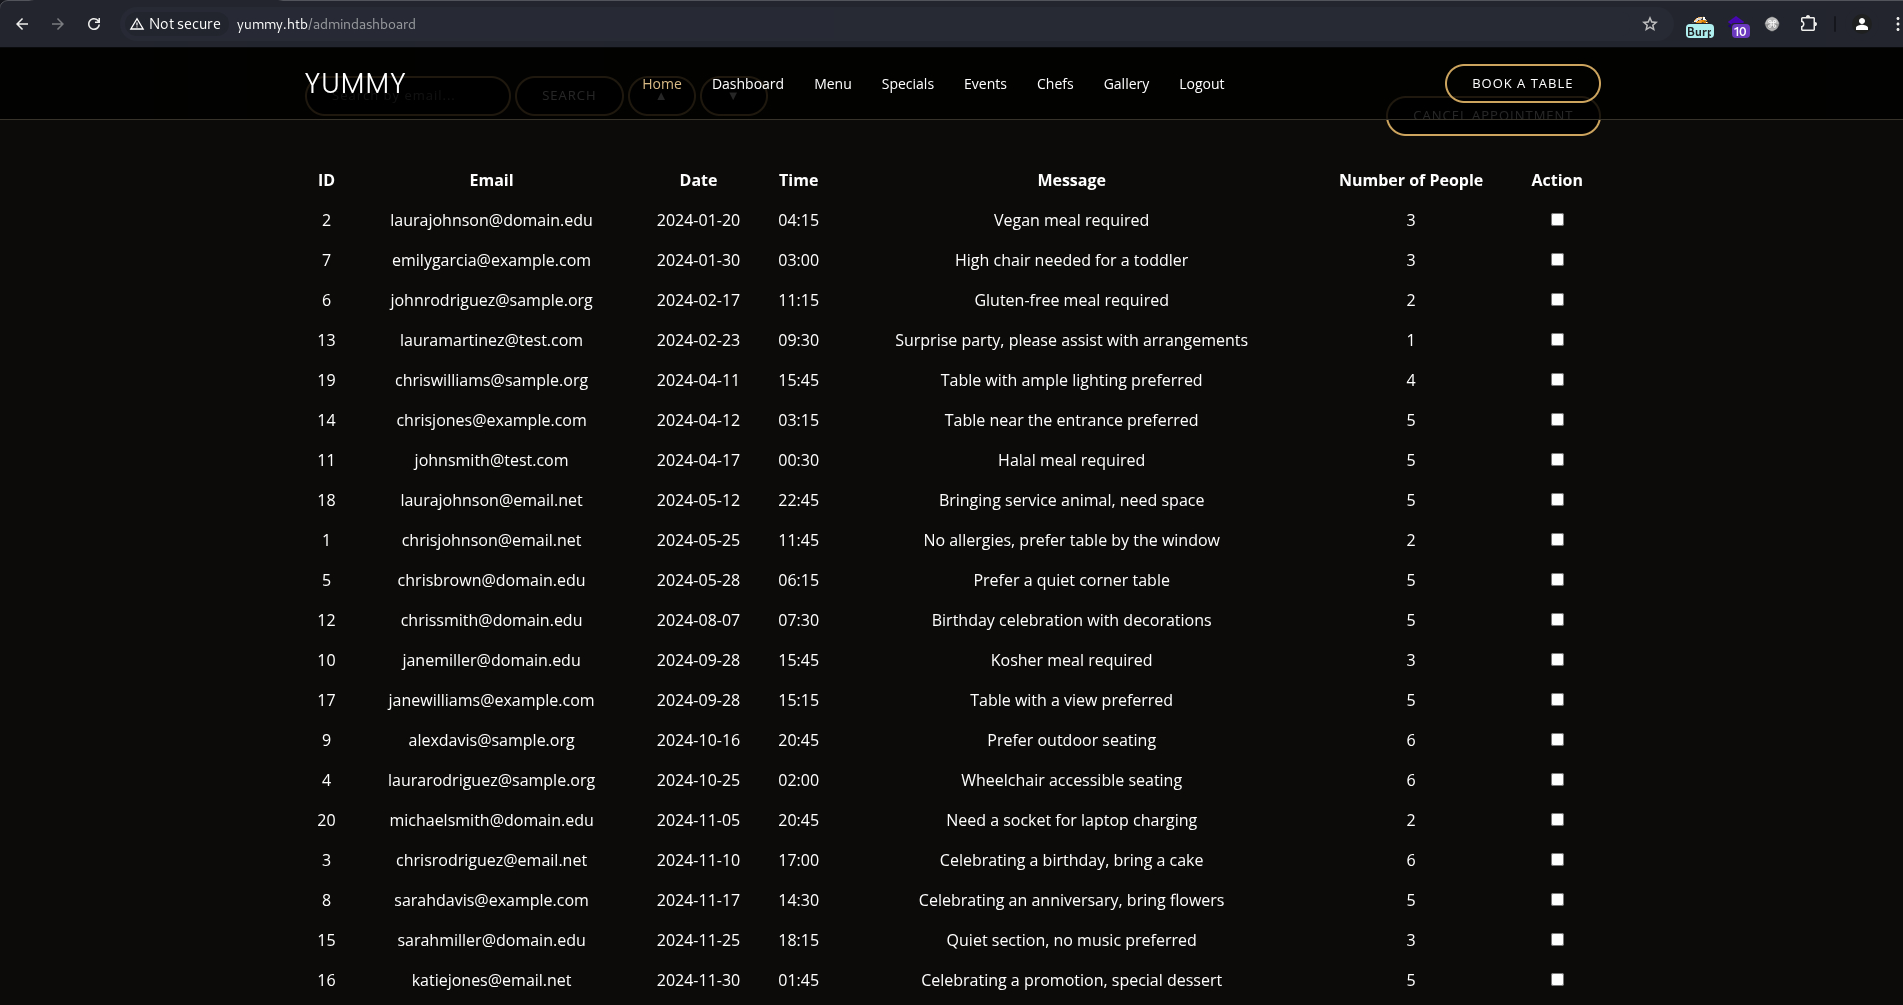 Not secure yummy.htb/admindashboard
Burp
10
YUMMY Home Dashboard Menu Specials Events Chefs Gallery Logout BOOK A TABLE
Search by email... SEARCH ▲ ▼
CANCEL APPOINTMENT
ID Email Date Time Message Number of People Action
2 laurajohnson@domain.edu 2024-01-20 04:15 Vegan meal required 3
7 emilygarcia@example.com 2024-01-30 03:00 High chair needed for a toddler 3
6 johnrodriguez@sample.org 2024-02-17 11:15 Gluten-free meal required 2
13 lauramartinez@test.com 2024-02-23 09:30 Surprise party, please assist with arrangements 1
19 chriswilliams@sample.org 2024-04-11 15:45 Table with ample lighting preferred 4
14 chrisjones@example.com 2024-04-12 03:15 Table near the entrance preferred 5
11 johnsmith@test.com 2024-04-17 00:30 Halal meal required 5
18 laurajohnson@email.net 2024-05-12 22:45 Bringing service animal, need space 5
1 chrisjohnson@email.net 2024-05-25 11:45 No allergies, prefer table by the window 2
5 chrisbrown@domain.edu 2024-05-28 06:15 Prefer a quiet corner table 5
12 chrissmith@domain.edu 2024-08-07 07:30 Birthday celebration with decorations 5
10 janemiller@domain.edu 2024-09-28 15:45 Kosher meal required 3
17 janewilliams@example.com 2024-09-28 15:15 Table with a view preferred 5
9 alexdavis@sample.org 2024-10-16 20:45 Prefer outdoor seating 6
4 laurarodriguez@sample.org 2024-10-25 02:00 Wheelchair accessible seating 6
20 michaelsmith@domain.edu 2024-11-05 20:45 Need a socket for laptop charging 2
3 chrisrodriguez@email.net 2024-11-10 17:00 Celebrating a birthday, bring a cake 6
8 sarahdavis@example.com 2024-11-17 14:30 Celebrating an anniversary, bring flowers 5
15 sarahmiller@domain.edu 2024-11-25 18:15 Quiet section, no music preferred 3
16 katiejones@email.net 2024-11-30 01:45 Celebrating a promotion, special dessert 5